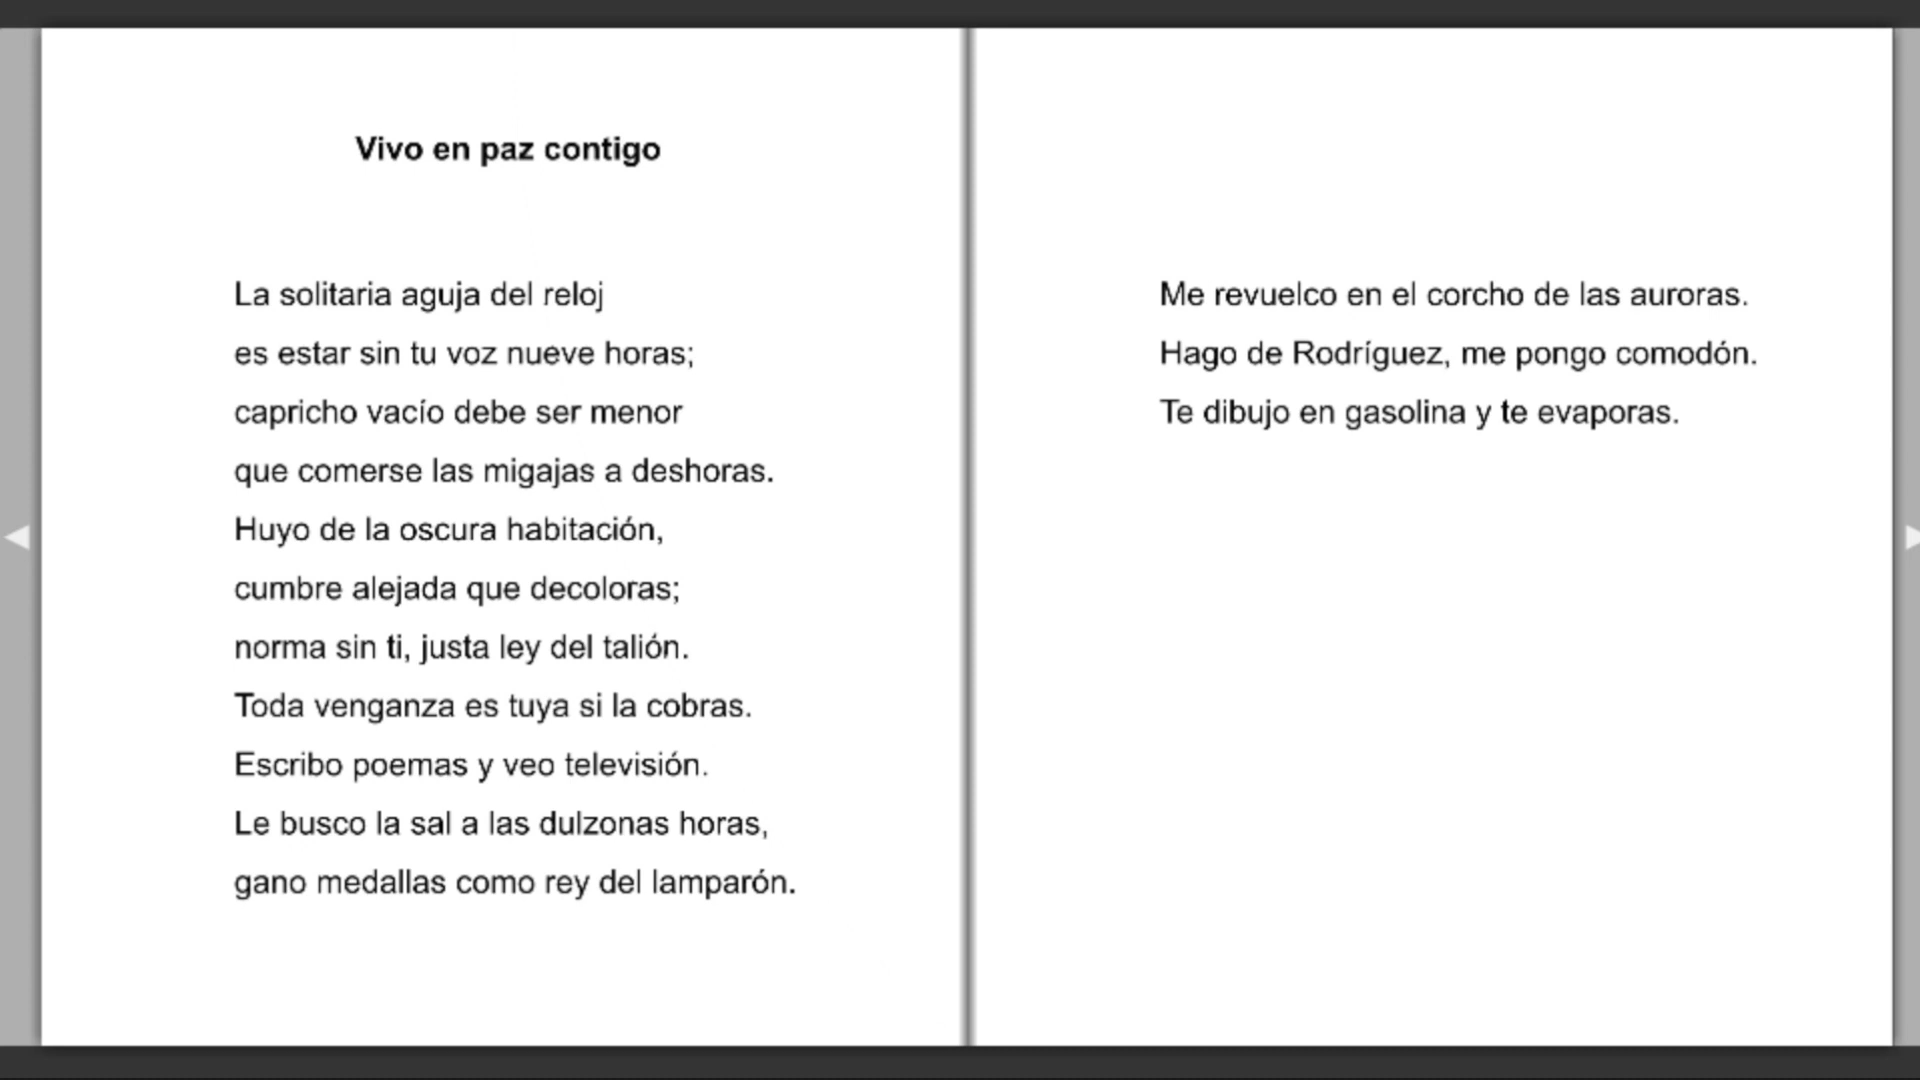 Vivo en paz contigo
La solitaria aguja del reloj
es estar sin tu voz nueve horas;
capricho vacío debe ser menor
que comerse las migajas a deshoras.
Huyo de la oscura habitación,
cumbre alejada que decoloras;
norma sin ti, justa ley del talión.
Toda venganza es tuya si la cobras.
Escribo poemas y veo televisión.
Le busco la sal a las dulzonas horas,
gano medallas como rey del lamparón.
Me revuelco en el corcho de las auroras.
Hago de Rodríguez, me pongo comodón.
Te dibujo en gasolina y te evaporas.